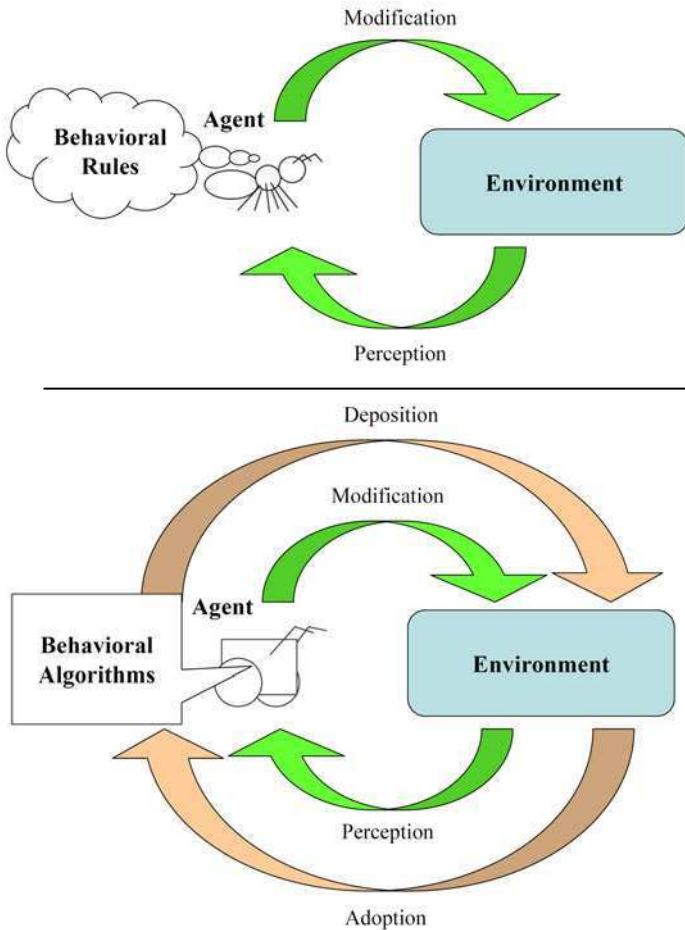 Modification
Agent
Behavioral
Rules
Environment
Perception
Deposition
Modification
Agent
Behavioral
Algorithms
Environment
Perception
Adoption